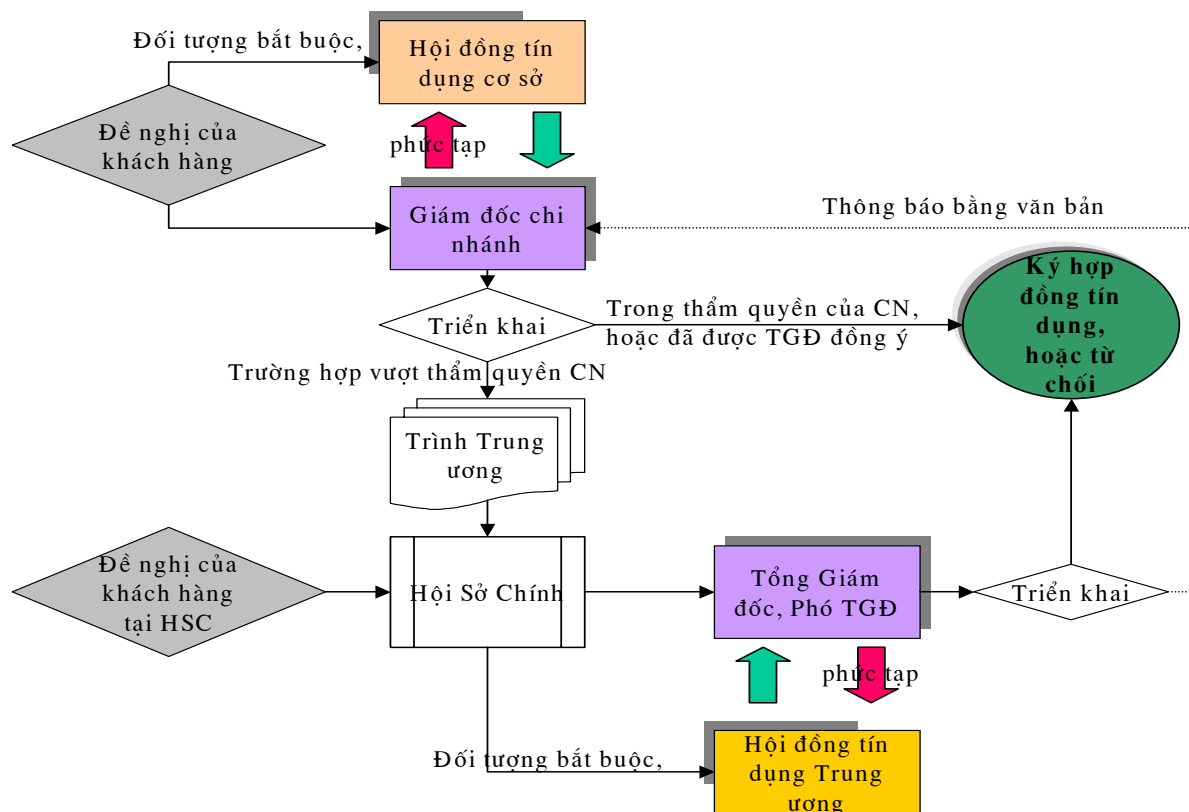 Đối tượng bắt buộc,
Hội đồng tín
dụng cơ sở
Đề nghị của
khách hàng
phức tạp
Giám đốc chi
nhánh
Thông báo bằng văn bản
Ký hợp
đồng tín
dụng,
hoặc từ
chối
Triển khai
Trong thẩm quyền của CN,
hoặc đã được TGĐ đồng ý
Trường hợp vượt thẩm quyền CN
Trình Trung
ương
Đề nghị của
khách hàng
tại HSC
Hội Sở Chính
Tổng Giám
đốc, Phó TGĐ
Triển khai
phức tạp
Đối tượng bắt buộc,
Hội đồng tín
dụng Trung
ương